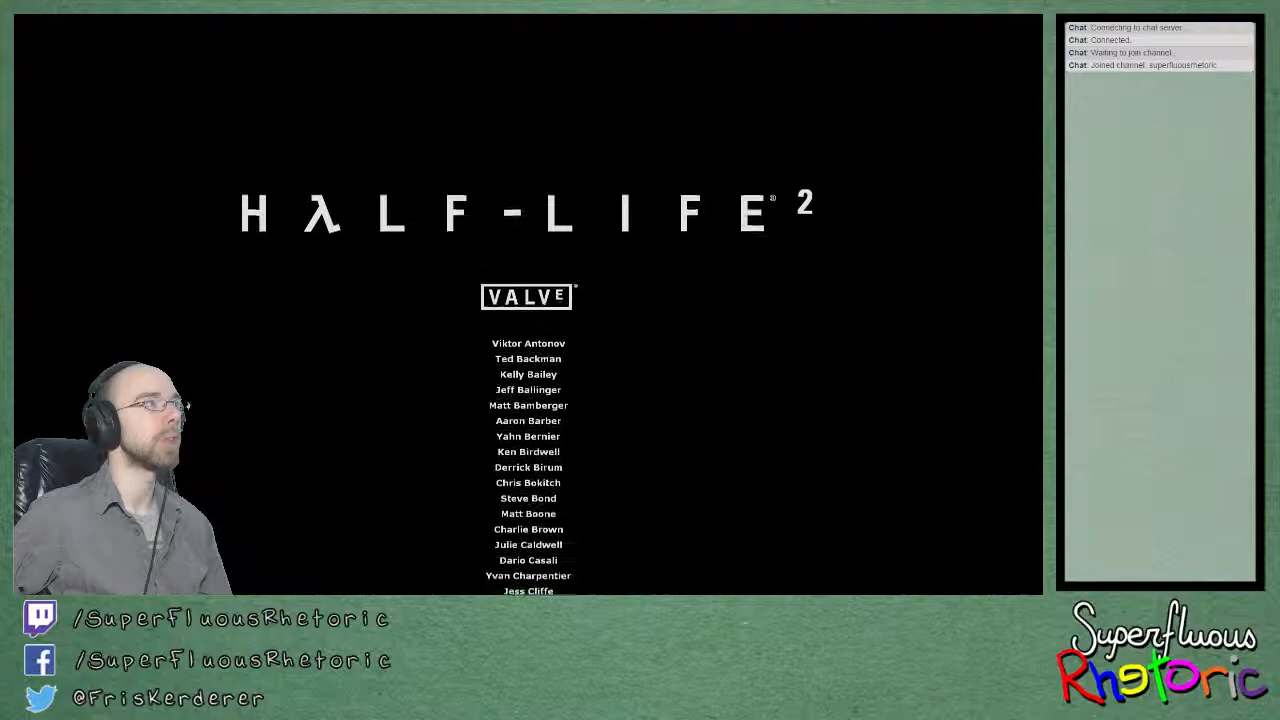 HλLF-LIFE® 2
VALVE®
Viktor Antonov
Ted Backman
Kelly Bailey
Jeff Ballinger
Matt Bamberger
Aaron Barber
Yahn Bernier
Ken Birdwell
Derrick Birum
Chris Bokitch
Steve Bond
Matt Boone
Charlie Brown
Julie Caldwell
Dario Casali
Yvan Charpentier
Jess Cliffe
Chat: Connecting to chat server...
Chat: Connected.
Chat: Waiting to join channel...
Chat: Joined channel: superfluousrhetoric
/SuperFluousRhetoric
/SuperFluousRhetoric
@FrisKerderer
Superfluous
Rhetoric